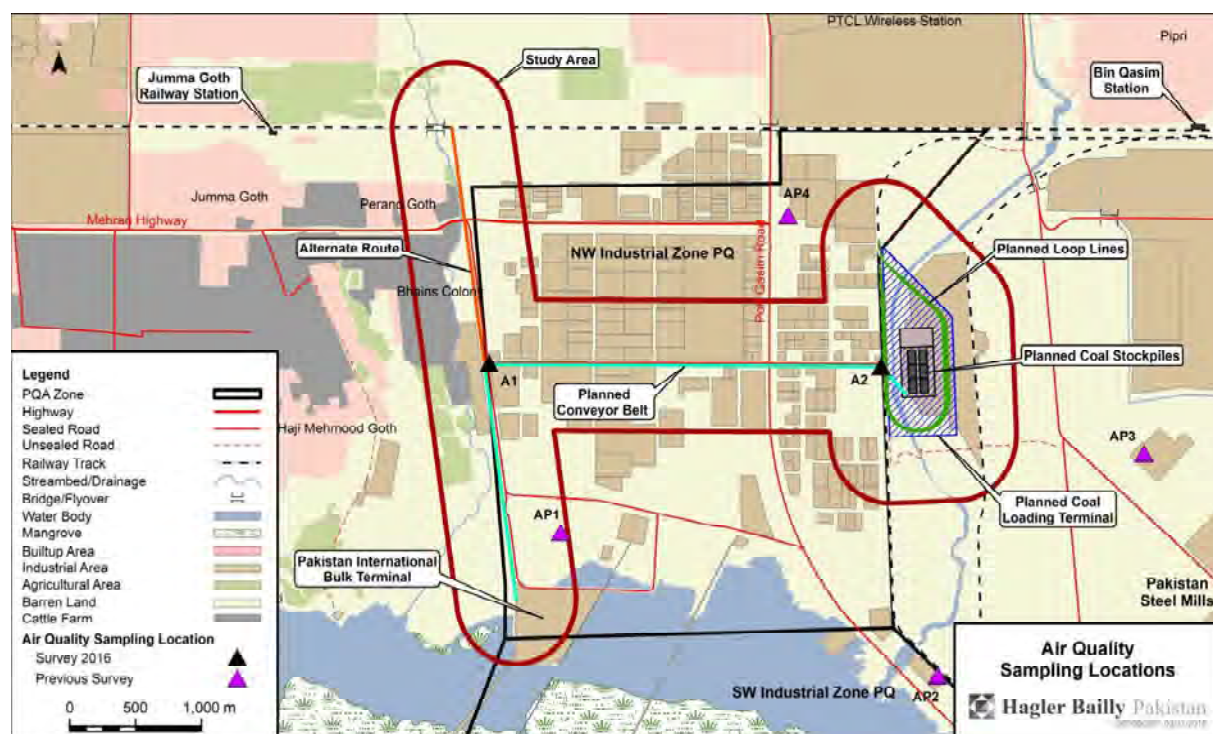 PTCL Wireless Station
Pipri
Study Area
Jumma Goth
Railway Station
Bin Qasim
Station
AP4
Jumma Goth
Perano Goth
Mehran Highway
Alternate Route
NW Industrial Zone PQ
Port Qasim Road
Planned Loop Lines
Bhains Colony
Planned Coal Stockpiles
A1
A2
Planned
Conveyor Belt
Haji Mehmood Goth
AP3
Planned Coal
Loading Terminal
AP1
Pakistan International
Bulk Terminal
Pakistan
Steel Mills
SW Industrial Zone PQ
AP2
Legend
PQA Zone
Highway
Sealed Road
Unsealed Road
Railway Track
Streambed/Drainage
Bridge/Flyover
Water Body
Mangrove
Builtup Area
Industrial Area
Agricultural Area
Barren Land
Cattle Farm
Air Quality Sampling Location
Survey 2016
Previous Survey
0 500 1,000 m
Air Quality
Sampling Locations
Hagler Bailly Pakistan